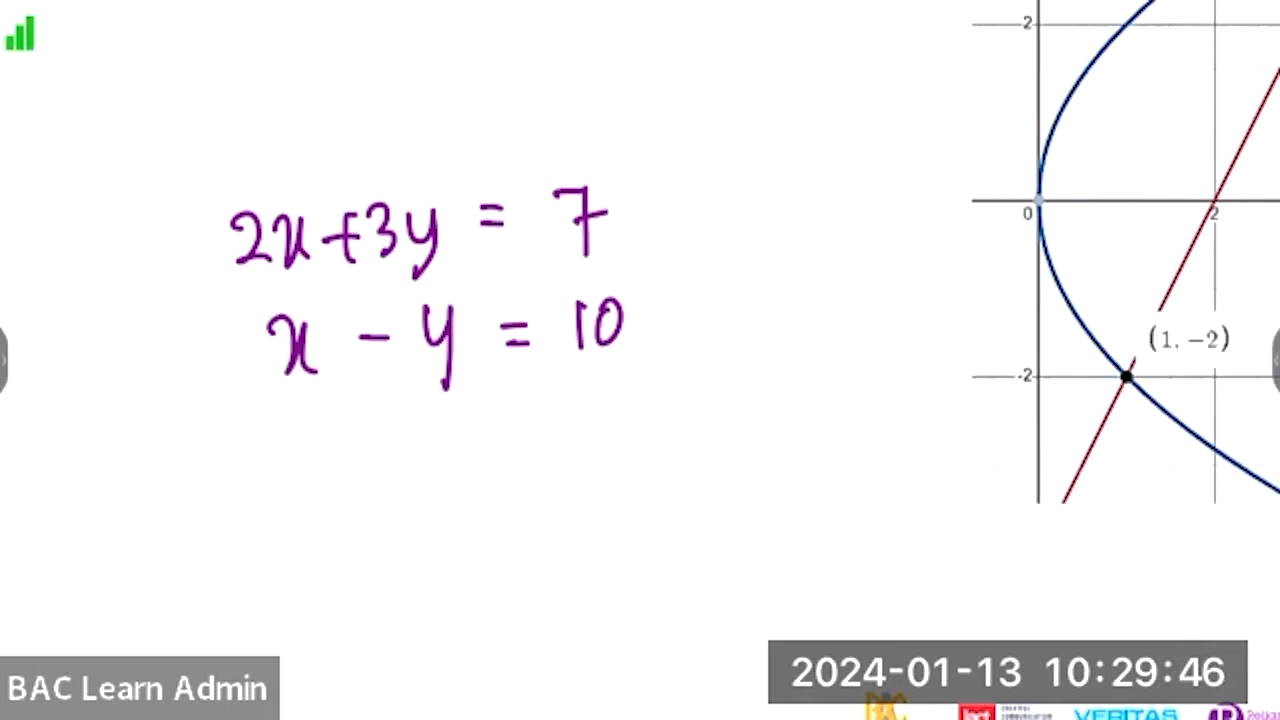 2x+3y = 7
x - y = 10
2
0
2
(1, −2)
-2
BAC Learn Admin
2024-01-13 10:29:46
BAC
VERITAS